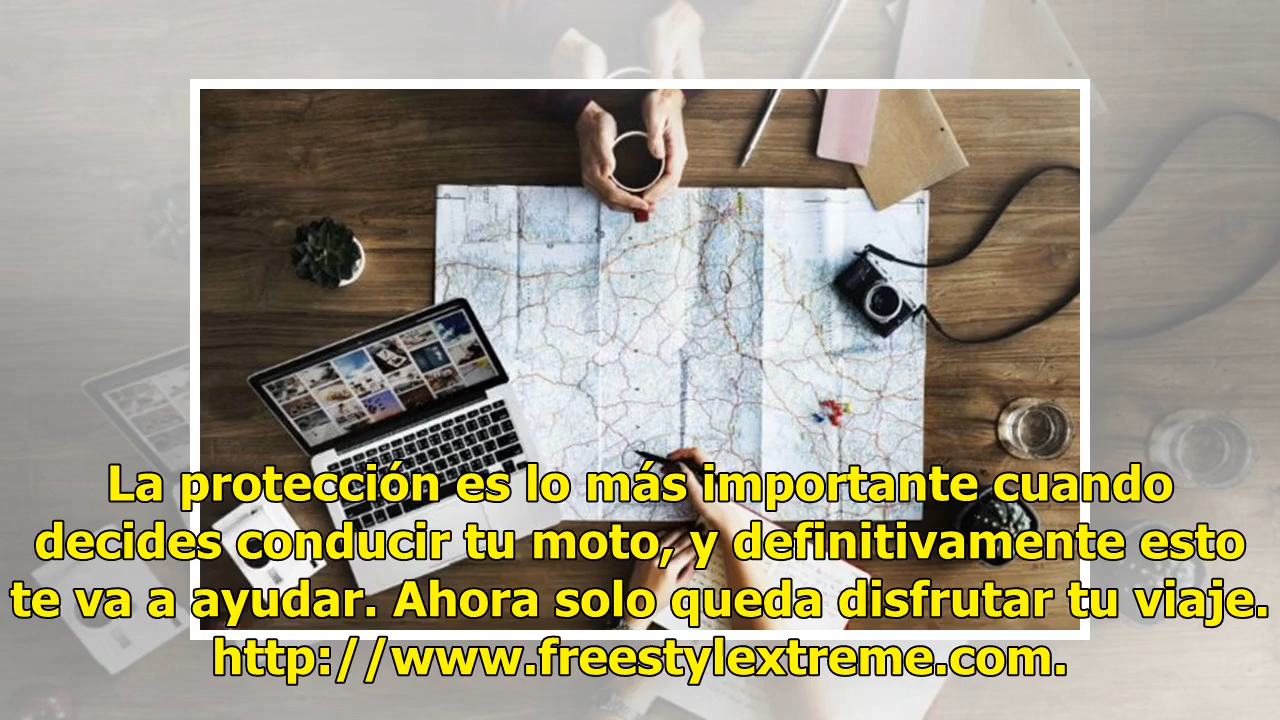 La protección es lo más importante cuando
decides conducir tu moto, y definitivamente esto
te va a ayudar. Ahora solo queda disfrutar tu viaje.
http://www.freestylextreme.com.